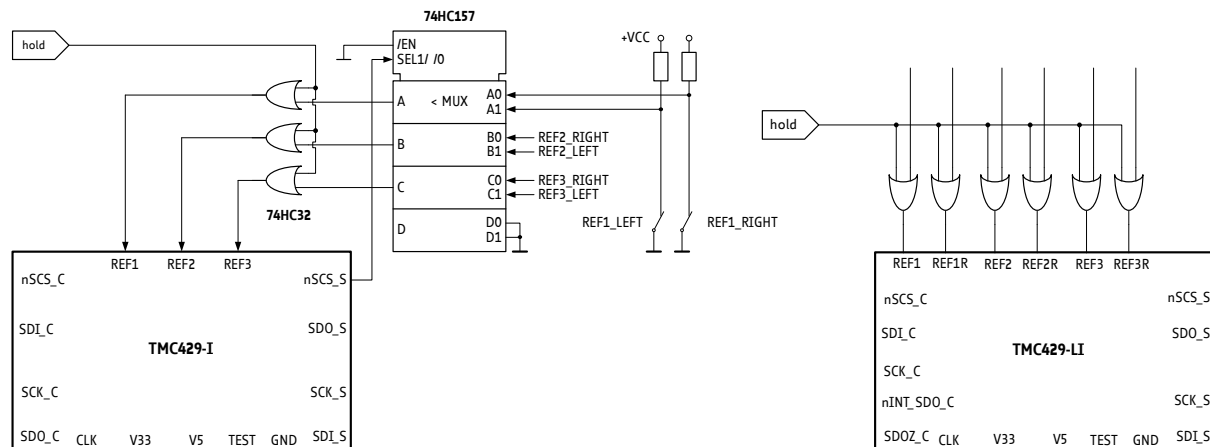 74HC157
hold
/EN
SEL1/ /0
+VCC
A
< MUX
A0
A1
B
B0
B1
REF2_RIGHT
REF2_LEFT
C
C0
C1
REF3_RIGHT
REF3_LEFT
74HC32
D
D0
D1
REF1_LEFT
REF1_RIGHT
REF1
REF2
REF3
nSCS_C
nSCS_S
SDI_C
SDO_S
TMC429-I
SCK_C
SCK_S
SDO_C
CLK
V33
V5
TEST
GND
SDI_S
hold
REF1
REF1R
REF2
REF2R
REF3
REF3R
nSCS_C
nSCS_S
SDI_C
SDO_S
TMC429-LI
SCK_C
nINT_SDO_C
SCK_S
SDOZ_C
CLK
V33
V5
TEST
GND
SDI_S